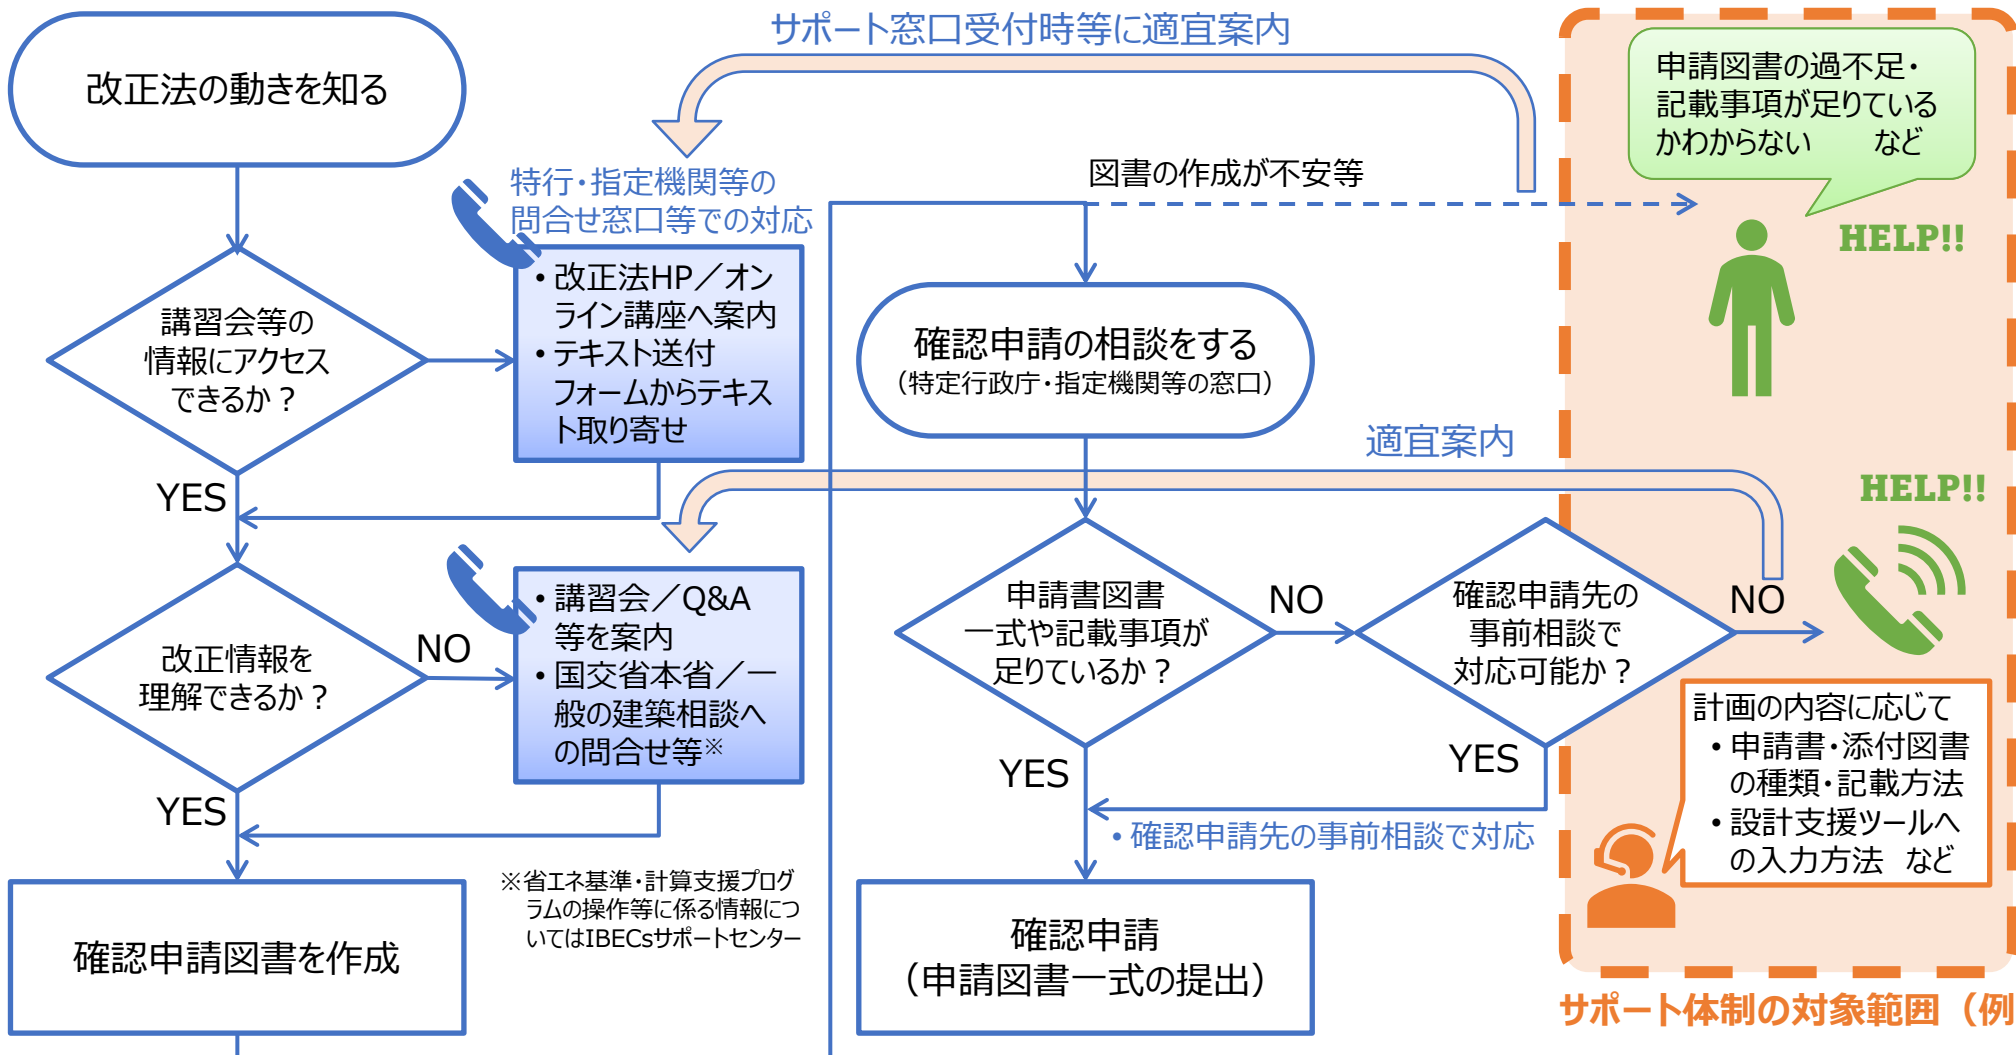 改正法の動きを知る
講習会等の
情報にアクセス
できるか？
YES
特行・指定機関等の
問合せ窓口等での対応
• 改正法HP／オン
ライン講座へ案内
• テキスト送付
フォームからテキス
ト取り寄せ
改正情報を
理解できるか？
NO
YES
• 講習会／Q&A
等を案内
• 国交省本省／一
般の建築相談へ
の問合せ等※
※省エネ基準・計算支援プログ
ラムの操作等に係る情報につ
いてはIBECsサポートセンター
確認申請図書を作成
サポート窓口受付時等に適宜案内
図書の作成が不安等
確認申請の相談をする
（特定行政庁・指定機関等の窓口）
適宜案内
申請書図書
一式や記載事項が
足りているか？
NO
YES
確認申請先の
事前相談で
対応可能か？
NO
YES
• 確認申請先の事前相談で対応
確認申請
（申請図書一式の提出）
申請図書の過不足・
記載事項が足りている
かわからない　など
HELP!!
HELP!!
計画の内容に応じて
• 申請書・添付図書
の種類・記載方法
• 設計支援ツールへ
の入力方法　など
サポート体制の対象範囲（例